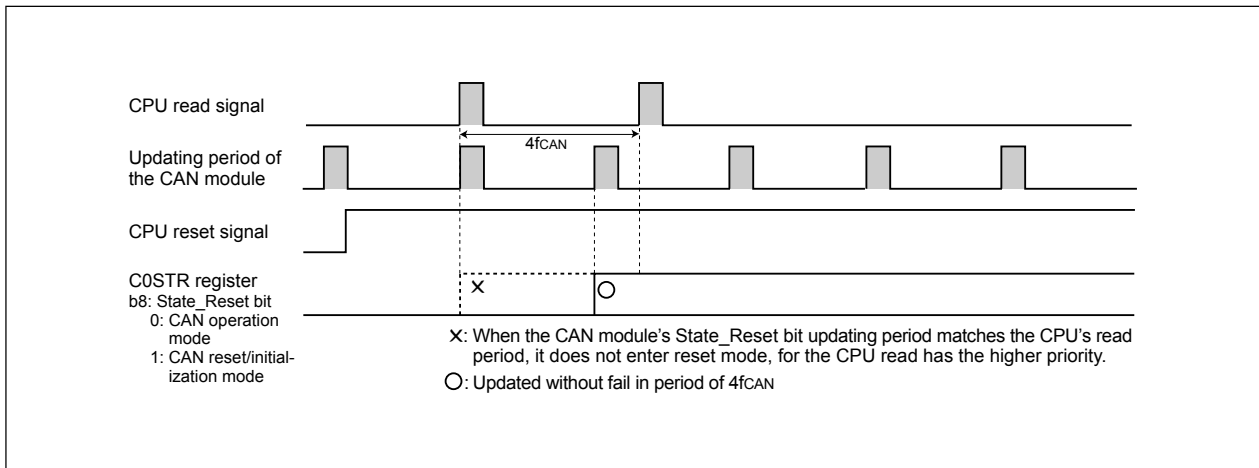 CPU read signal
4fCAN
Updating period of
the CAN module
CPU reset signal
C0STR register
b8: State_Reset bit
0: CAN operation
mode
1: CAN reset/initial-
ization mode
×: When the CAN module's State_Reset bit updating period matches the CPU's read
period, it does not enter reset mode, for the CPU read has the higher priority.
○: Updated without fail in period of 4fCAN